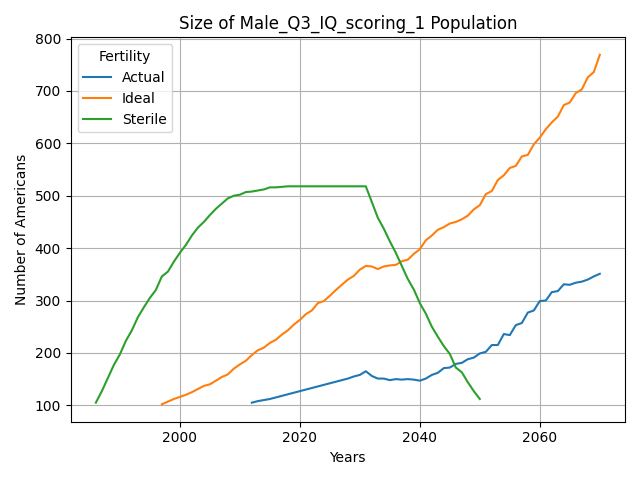 Size of Male_Q3_IQ_scoring_1 Population
Fertility
Actual
Ideal
Sterile
Number of Americans
800
700
600
500
400
300
200
100
2000
2020
2040
2060
Years